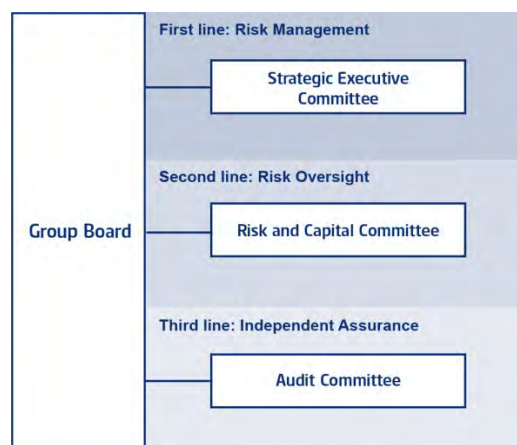 First line: Risk Management
Strategic Executive
Committee
Second line: Risk Oversight
Group Board
Risk and Capital Committee
Third line: Independent Assurance
Audit Committee